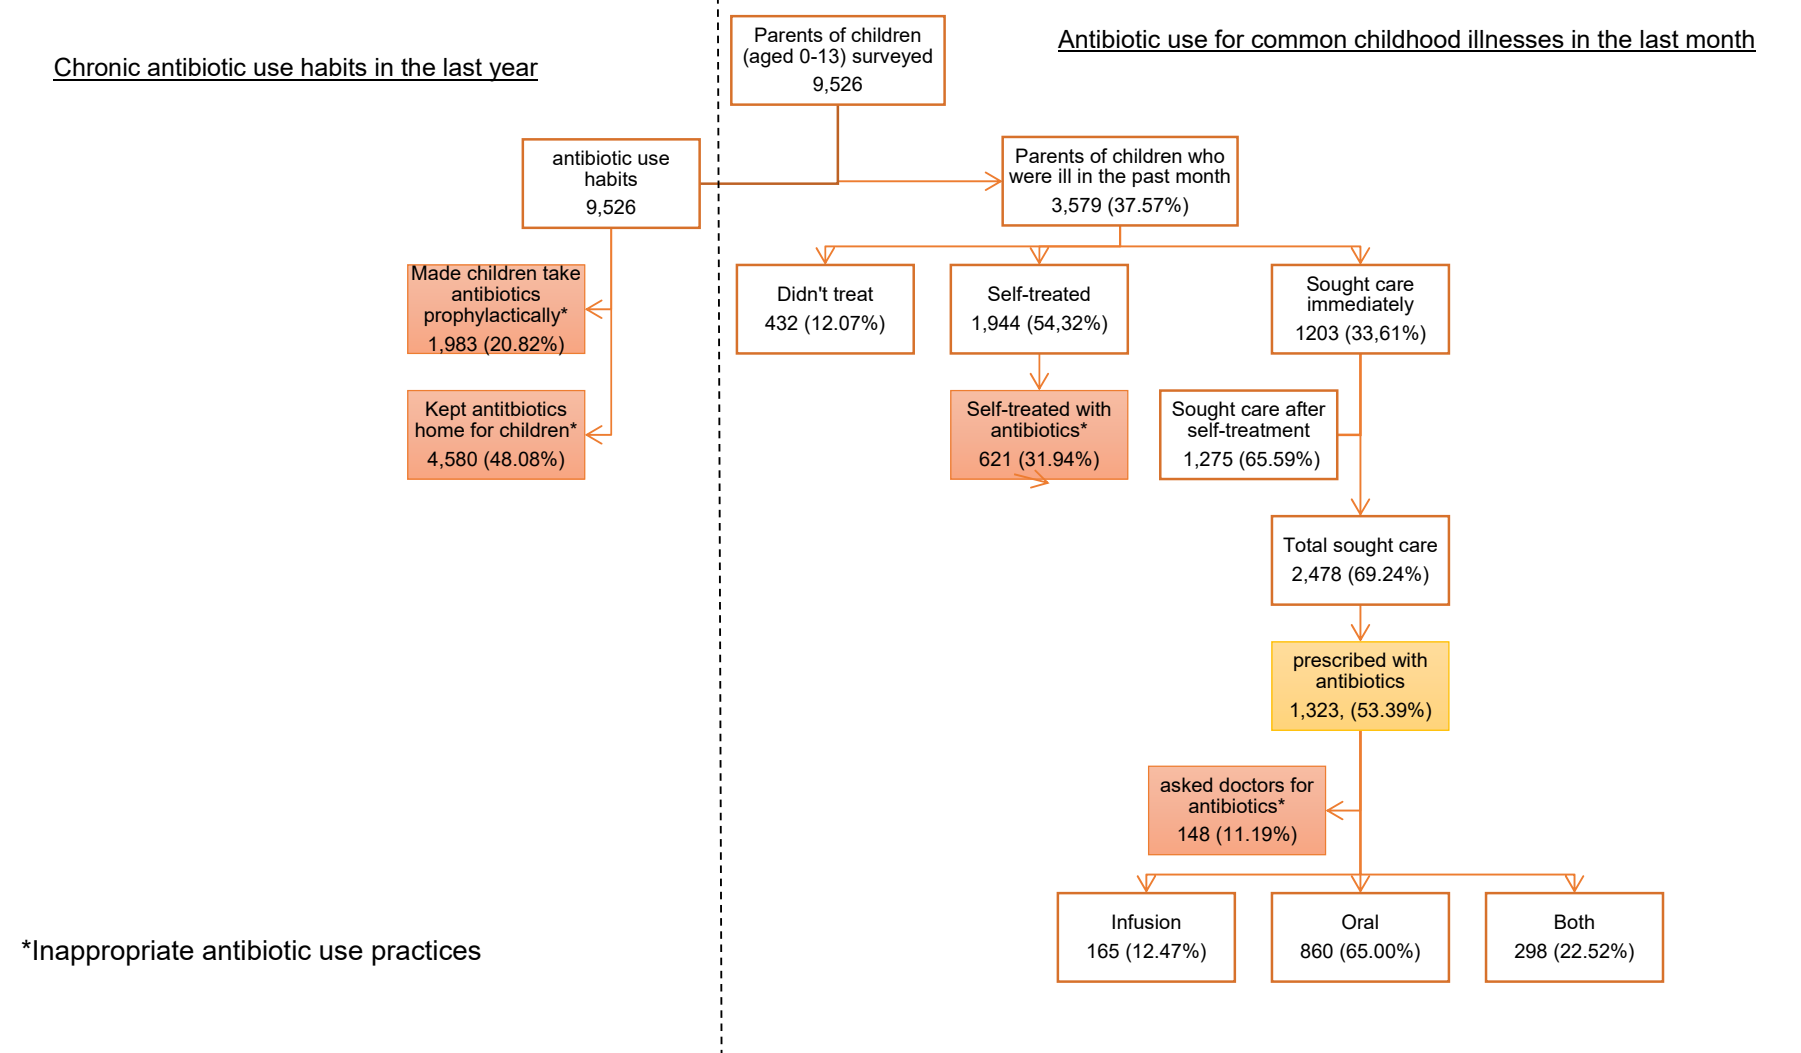 Chronic antibiotic use habits in the last year
Parents of children
(aged 0-13) surveyed
9,526
Antibiotic use for common childhood illnesses in the last month
antibiotic use
habits
9,526
Parents of children who
were ill in the past month
3,579 (37.57%)
Made children take
antibiotics
prophylactically*
1,983 (20.82%)
Didn't treat
432 (12.07%)
Self-treated
1,944 (54,32%)
Sought care
immediately
1203 (33,61%)
Kept antitbiotics
home for children*
4,580 (48.08%)
Self-treated with
antibiotics*
621 (31.94%)
Sought care after
self-treatment
1,275 (65.59%)
Total sought care
2,478 (69.24%)
prescribed with
antibiotics
1,323, (53.39%)
asked doctors for
antibiotics*
148 (11.19%)
Infusion
165 (12.47%)
Oral
860 (65.00%)
Both
298 (22.52%)
*Inappropriate antibiotic use practices